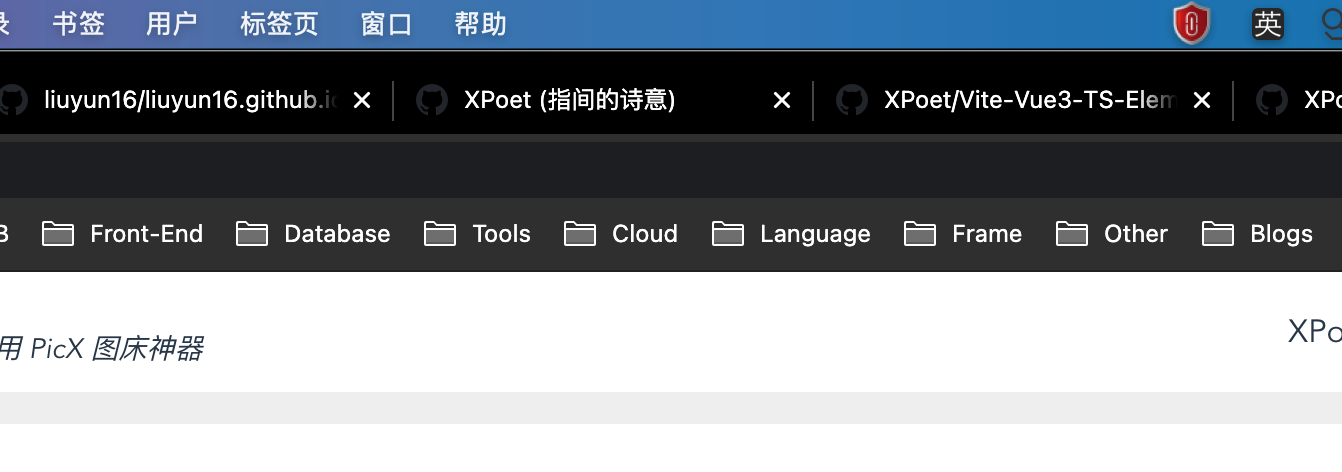 录 书签 用户 标签页 窗口 帮助 英
liuyun16/liuyun16.github.io XPoet (指间的诗意) XPoet/Vite-Vue3-TS-Elem XPo
B Front-End Database Tools Cloud Language Frame Other Blogs
用 PicX 图床神器
XPo